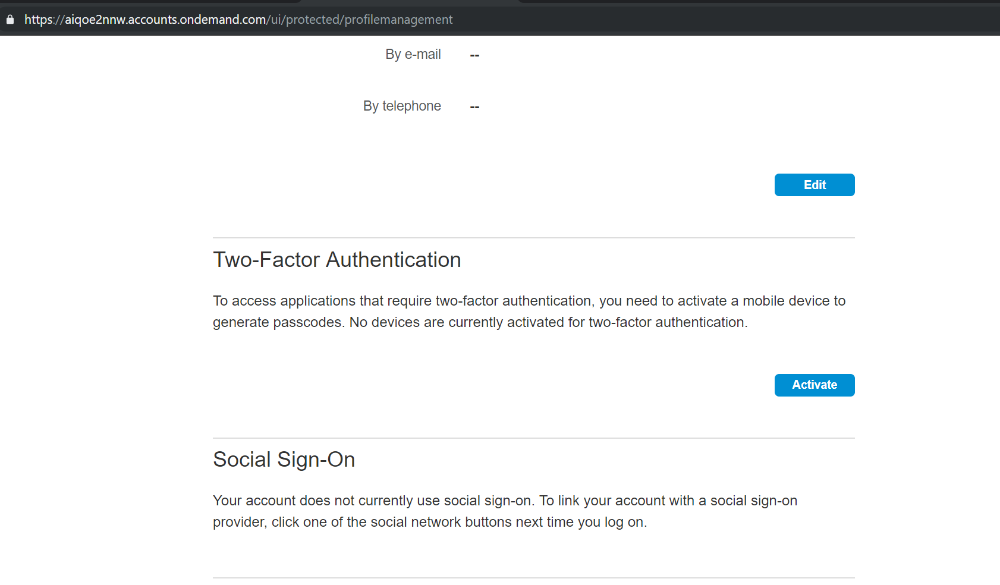 https://aiqoe2nnw.accounts.ondemand.com/ui/protected/profilemanagement
By e-mail --
By telephone --
Edit
Two-Factor Authentication
To access applications that require two-factor authentication, you need to activate a mobile device to
generate passcodes. No devices are currently activated for two-factor authentication.
Activate
Social Sign-On
Your account does not currently use social sign-on. To link your account with a social sign-on
provider, click one of the social network buttons next time you log on.